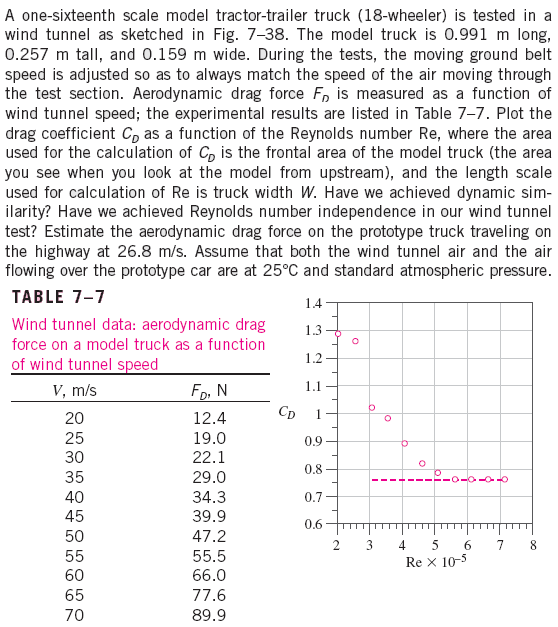 A one-sixteenth scale model tractor-trailer truck (18-wheeler) is tested in a
wind tunnel as sketched in Fig. 7–38. The model truck is 0.991 m long,
0.257 m tall, and 0.159 m wide. During the tests, the moving ground belt
speed is adjusted so as to always match the speed of the air moving through
the test section. Aerodynamic drag force F_D is measured as a function of
wind tunnel speed; the experimental results are listed in Table 7–7. Plot the
drag coefficient C_D as a function of the Reynolds number Re, where the area
used for the calculation of C_D is the frontal area of the model truck (the area
you see when you look at the model from upstream), and the length scale
used for calculation of Re is truck width W. Have we achieved dynamic sim-
ilarity? Have we achieved Reynolds number independence in our wind tunnel
test? Estimate the aerodynamic drag force on the prototype truck traveling on
the highway at 26.8 m/s. Assume that both the wind tunnel air and the air
flowing over the prototype car are at 25°C and standard atmospheric pressure.
TABLE 7–7
Wind tunnel data: aerodynamic drag
force on a model truck as a function
of wind tunnel speed
V, m/s F_D, N
20 12.4
25 19.0
30 22.1
35 29.0
40 34.3
45 39.9
50 47.2
55 55.5
60 66.0
65 77.6
70 89.9
1.4
1.3
1.2
1.1
C_D 1
0.9
0.8
0.7
0.6
2 3 4 5 6 7 8
Re × 10⁻⁵